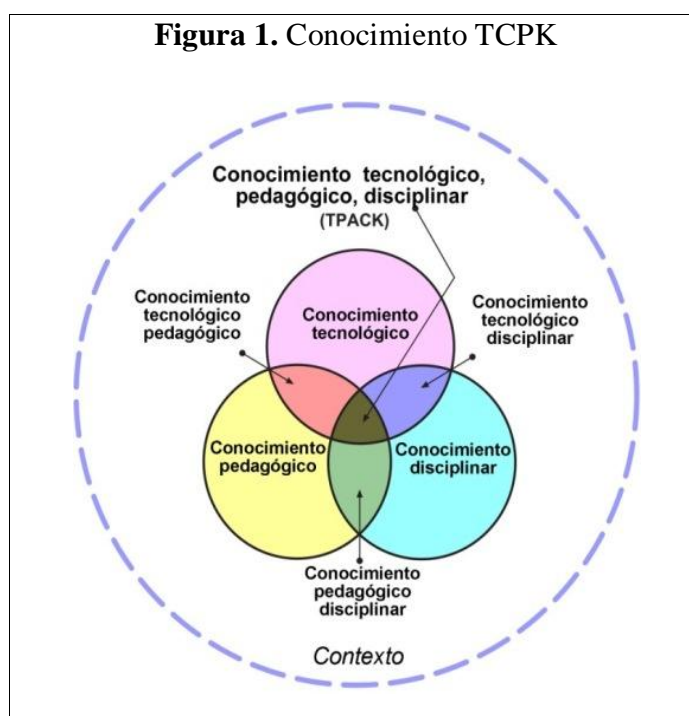 Figura 1. Conocimiento TCPK
Conocimiento tecnológico,
pedagógico, disciplinar
(TPACK)
Conocimiento
tecnológico
pedagógico
Conocimiento
tecnológico
Conocimiento
tecnológico
disciplinar
Conocimiento
pedagógico
Conocimiento
disciplinar
Conocimiento
pedagógico
disciplinar
Contexto